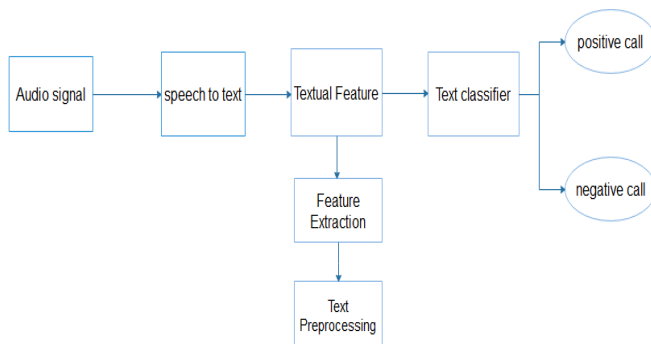 Audio signal
speech to text
Textual Feature
Text classifier
positive call
negative call
Feature
Extraction
Text
Preprocessing